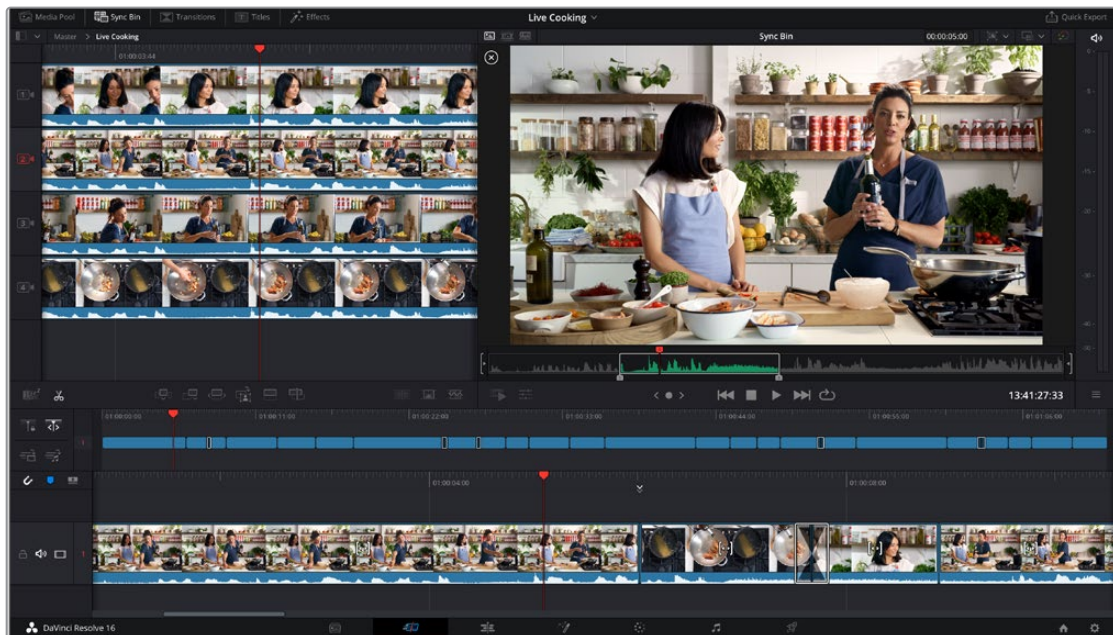 Media Pool Sync Bin Transitions Titles Effects Live Cooking Quick Export
Master > Live Cooking Sync Bin 00:00:05:00
01:00:03:44
1
2
3
4
13:41:27:33
01:00:00:00 01:00:11:00 01:00:22:00 01:00:33:00 01:00:44:00 01:00:55:00 01:01:06:00
1
01:00:04:00 01:00:08:00
1
DaVinci Resolve 16